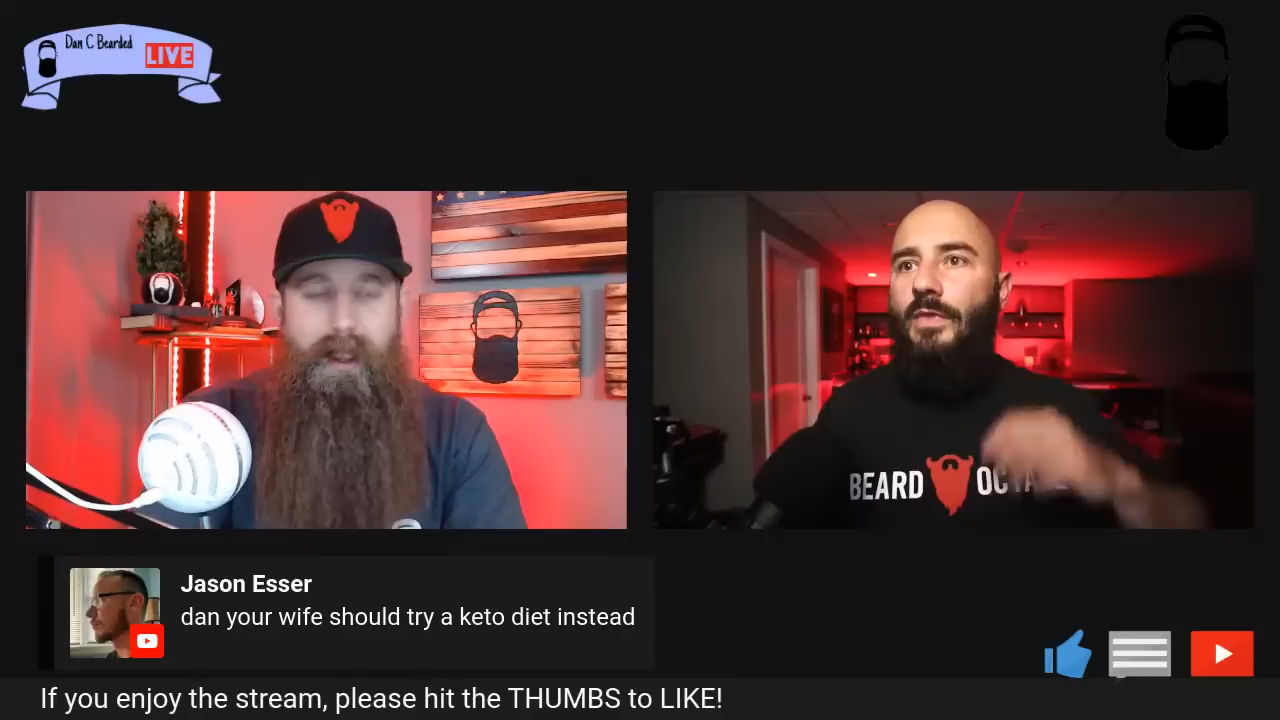 Dan C Bearded
LIVE
BEARD
Jason Esser
dan your wife should try a keto diet instead
If you enjoy the stream, please hit the THUMBS to LIKE!